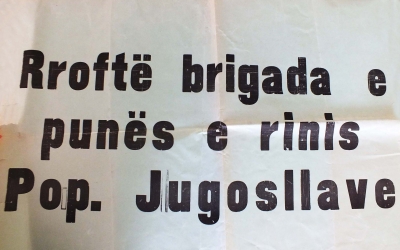 Rroftë brigada e
punës e rinis
Pop. Jugosllave